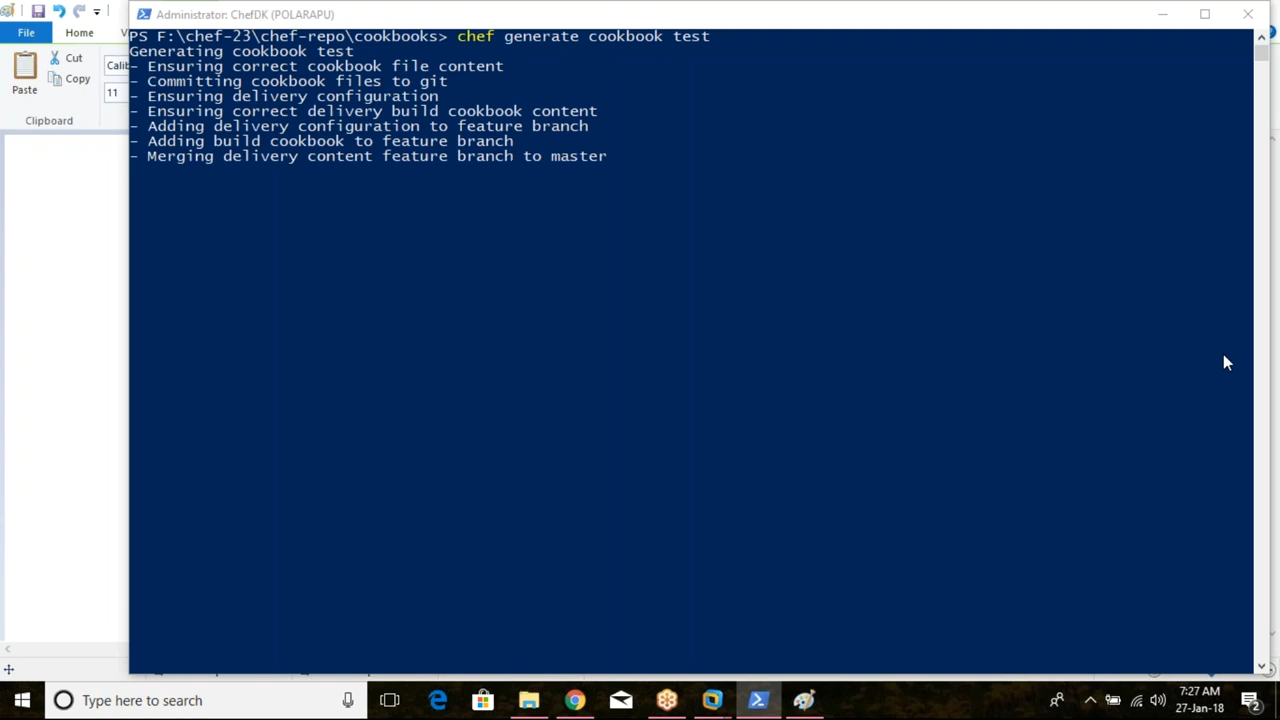 Administrator: ChefDK (POLARAPU)
File
Home
Cut
Copy
Paste
Calib
11
Clipboard
PS F:\chef-23\chef-repo\cookbooks> chef generate cookbook test
Generating cookbook test
- Ensuring correct cookbook file content
- Committing cookbook files to git
- Ensuring delivery configuration
- Ensuring correct delivery build cookbook content
- Adding delivery configuration to feature branch
- Adding build cookbook to feature branch
- Merging delivery content feature branch to master
Type here to search
7:27 AM
27-Jan-18
2